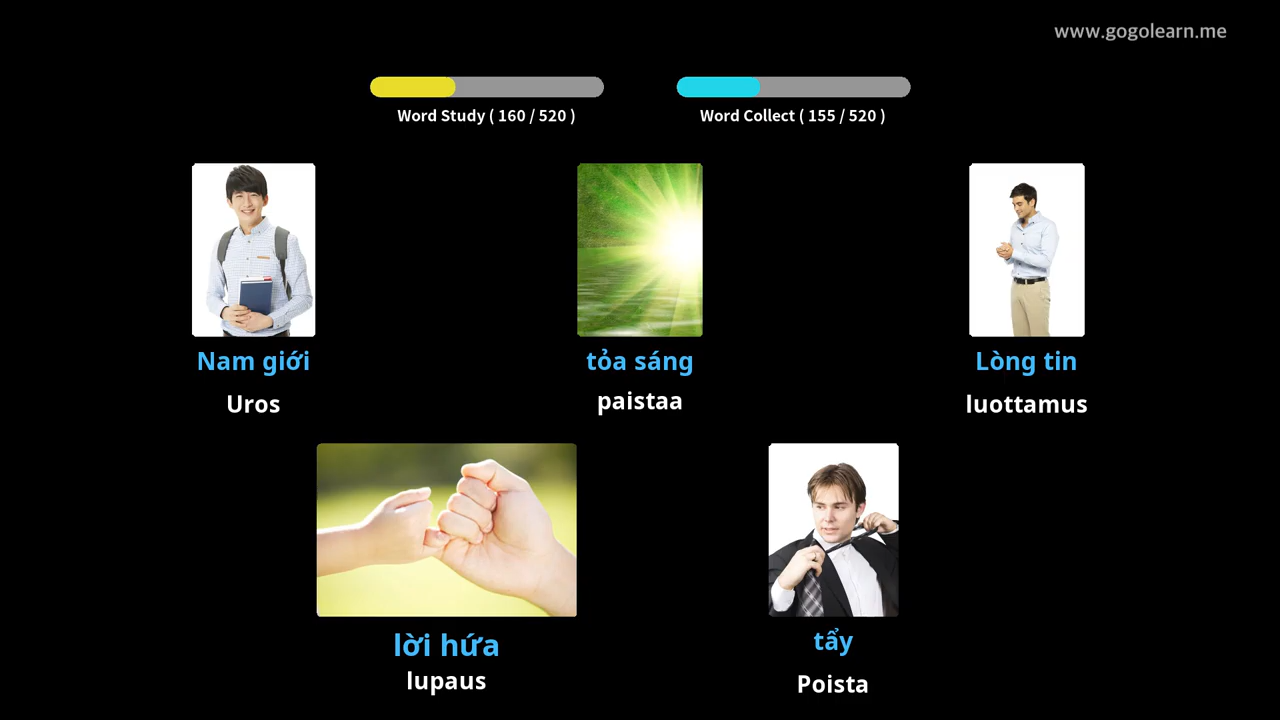 www.gogolearn.me
Word Study ( 160 / 520 )
Word Collect ( 155 / 520 )
Nam giới
Uros
tỏa sáng
paistaa
Lòng tin
luottamus
lời hứa
lupaus
tẩy
Poista